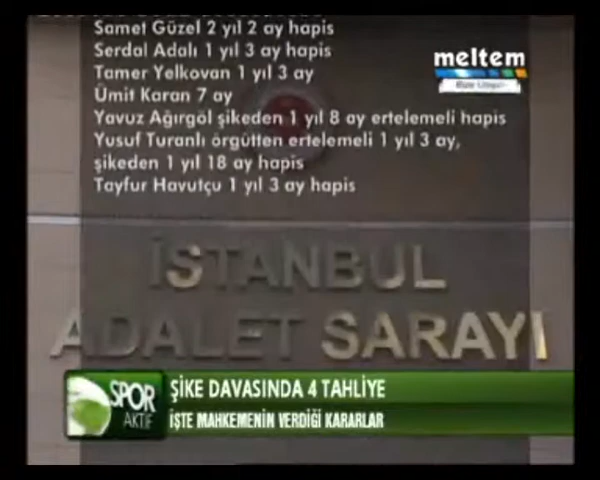 Samet Güzel 2 yıl 2 ay hapis
Serdal Adalı 1 yıl 3 ay hapis
Tamer Yelkovan 1 yıl 3 ay
Ümit Karan 7 ay
Yavuz Ağırgöl şikeden 1 yıl 8 ay ertelemeli hapis
Yusuf Turanlı örgütten ertelemeli 1 yıl 3 ay,
şikeden 1 yıl 18 ay hapis
Tayfur Havutçu 1 yıl 3 ay hapis
meltem
İSTANBUL
ADALET SARAYI
SPOR
AKTİF
ŞİKE DAVASINDA 4 TAHLİYE
İŞTE MAHKEMENİN VERDİĞİ KARARLAR